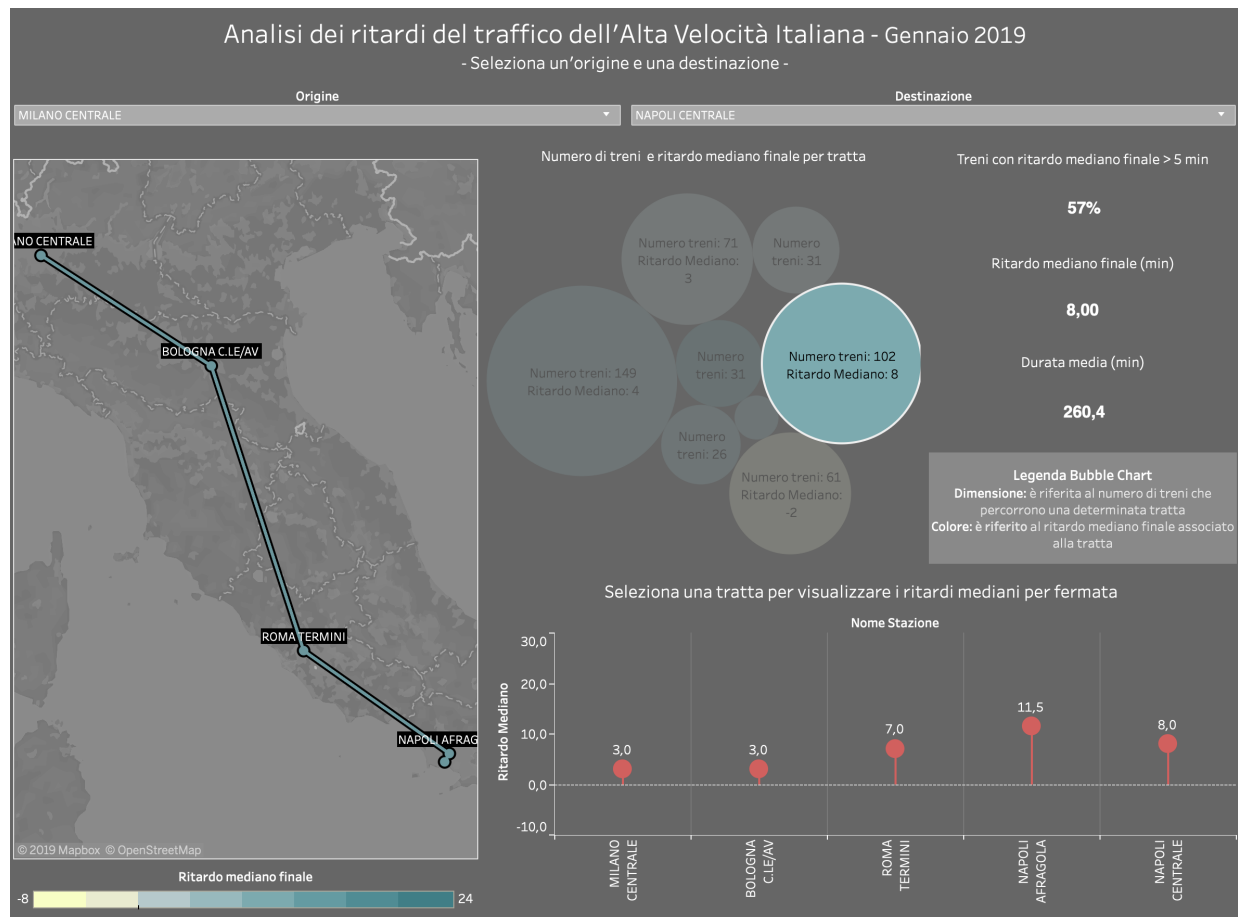 Analisi dei ritardi del traffico dell'Alta Velocità Italiana - Gennaio 2019
- Seleziona un'origine e una destinazione -
Origine
MILANO CENTRALE
Destinazione
NAPOLI CENTRALE
NO CENTRALE
BOLOGNA C.LE/AV
ROMA TERMINI
NAPOLI AFRAG
© 2019 Mapbox © OpenStreetMap
Ritardo mediano finale
-8
24
Numero di treni e ritardo mediano finale per tratta
Numero treni: 71
Ritardo Mediano:
3
Numero
treni: 31
Numero treni: 149
Ritardo Mediano: 4
Numero
treni: 31
Numero treni: 102
Ritardo Mediano: 8
Numero
treni: 26
Numero treni: 61
Ritardo Mediano:
-2
Treni con ritardo mediano finale > 5 min
57%
Ritardo mediano finale (min)
8,00
Durata media (min)
260,4
Legenda Bubble Chart
Dimensione: è riferita al numero di treni che
percorrono una determinata tratta
Colore: è riferito al ritardo mediano finale associato
alla tratta
Seleziona una tratta per visualizzare i ritardi mediani per fermata
Nome Stazione
Ritardo Mediano
30,0
20,0
10,0
0,0
-10,0
3,0
3,0
7,0
11,5
8,0
MILANO
CENTRALE
BOLOGNA
C.LE/AV
ROMA
TERMINI
NAPOLI
AFRAGOLA
NAPOLI
CENTRALE